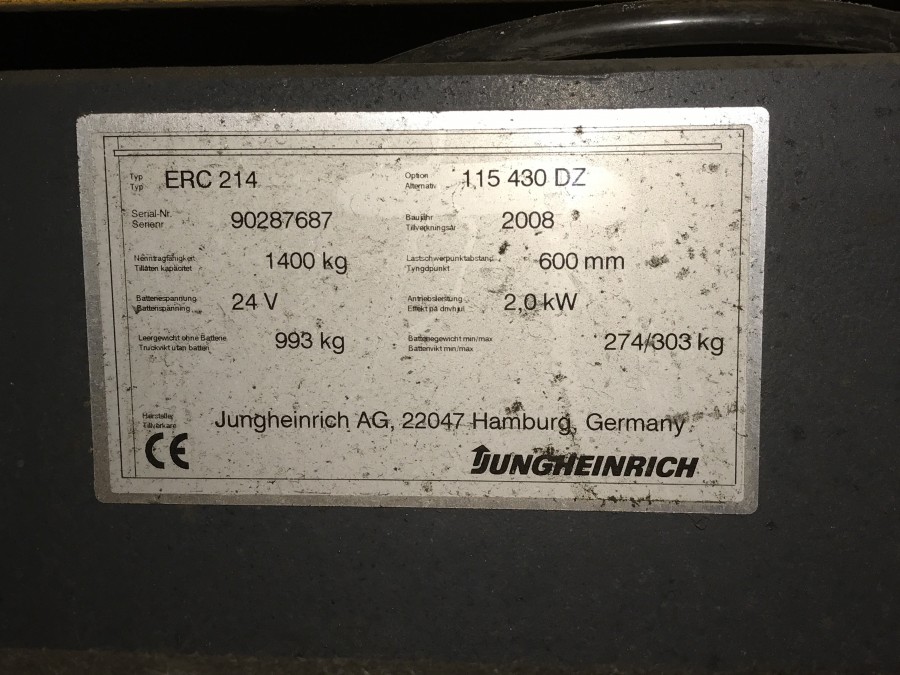 Typ ERC 214 Option 115 430 DZ
Typ Alternativ
Serial-Nr. 90287687 Baujahr 2008
Serienr Tillverkningsår
Nenntragfähigkeit 1400 kg Lastschwerpunktabstand 600 mm
Tillåten kapacitet Tyngdpunkt
Batteriespannung 24 V Antriebsleistung 2,0 kW
Batterispänning Effekt på drivhjul
Leergewicht ohne Batterie 993 kg Batteriegewicht min/max 274/303 kg
Truckvikt utan batteri Batterivikt min/max
Hersteller Jungheinrich AG, 22047 Hamburg, Germany
Tillverkare
CE JUNGHEINRICH